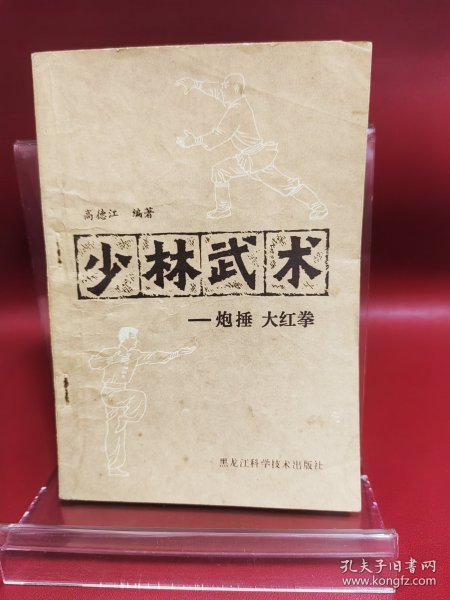 高德江 编著
少林武术
—炮捶 大红拳
黑龙江科学技术出版社
孔夫子旧书网
www.kongfz.com